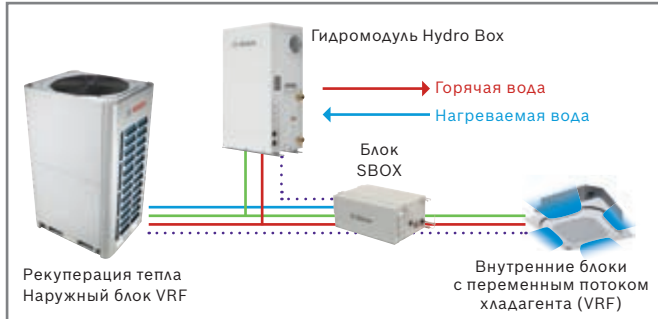 Гидромодуль Hydro Box
Горячая вода
Нагреваемая вода
Блок
SBOX
Рекуперация тепла
Наружный блок VRF
Внутренние блоки
с переменным потоком
хладагента (VRF)